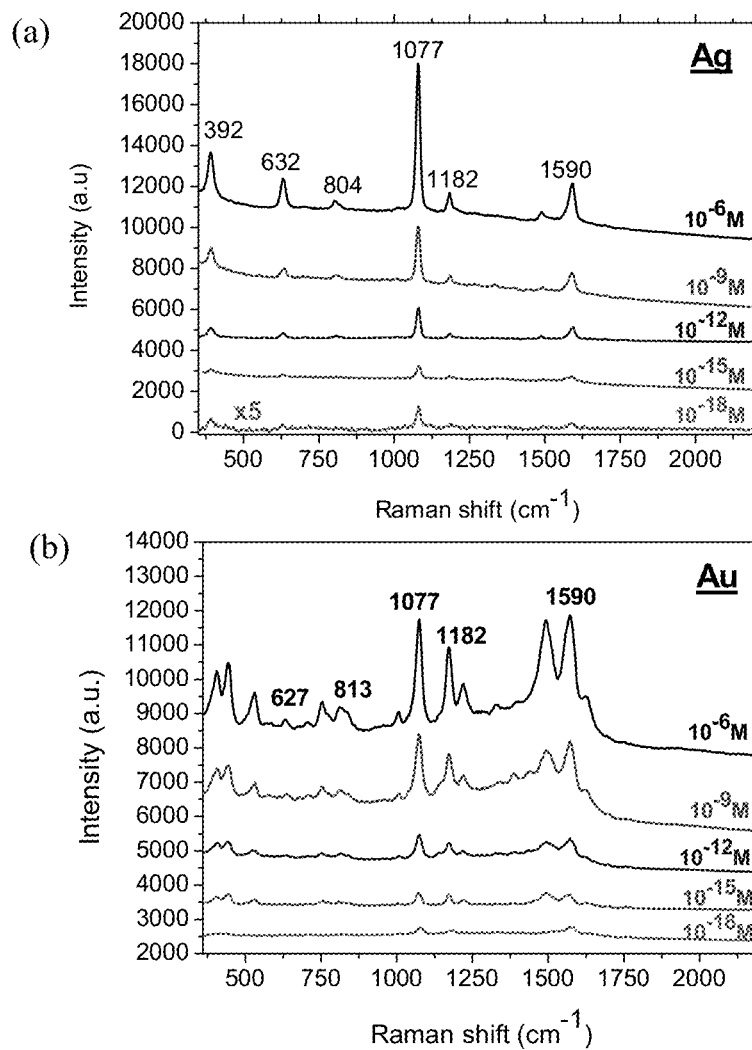 (a)
20000
18000
16000
14000
12000
10000
8000
6000
4000
2000
0
Intensity (a.u)
Ag
392
632
804
1077
1182
1590
10⁻⁶M
10⁻⁹M
10⁻¹²M
10⁻¹⁵M
10⁻¹⁸M
x5
500 750 1000 1250 1500 1750 2000
Raman shift (cm⁻¹)
(b)
14000
13000
12000
11000
10000
9000
8000
7000
6000
5000
4000
3000
2000
Intensity (a.u.)
Au
627
813
1077
1182
1590
10⁻⁶M
10⁻⁹M
10⁻¹²M
10⁻¹⁵M
10⁻¹⁸M
500 750 1000 1250 1500 1750 2000
Raman shift (cm⁻¹)